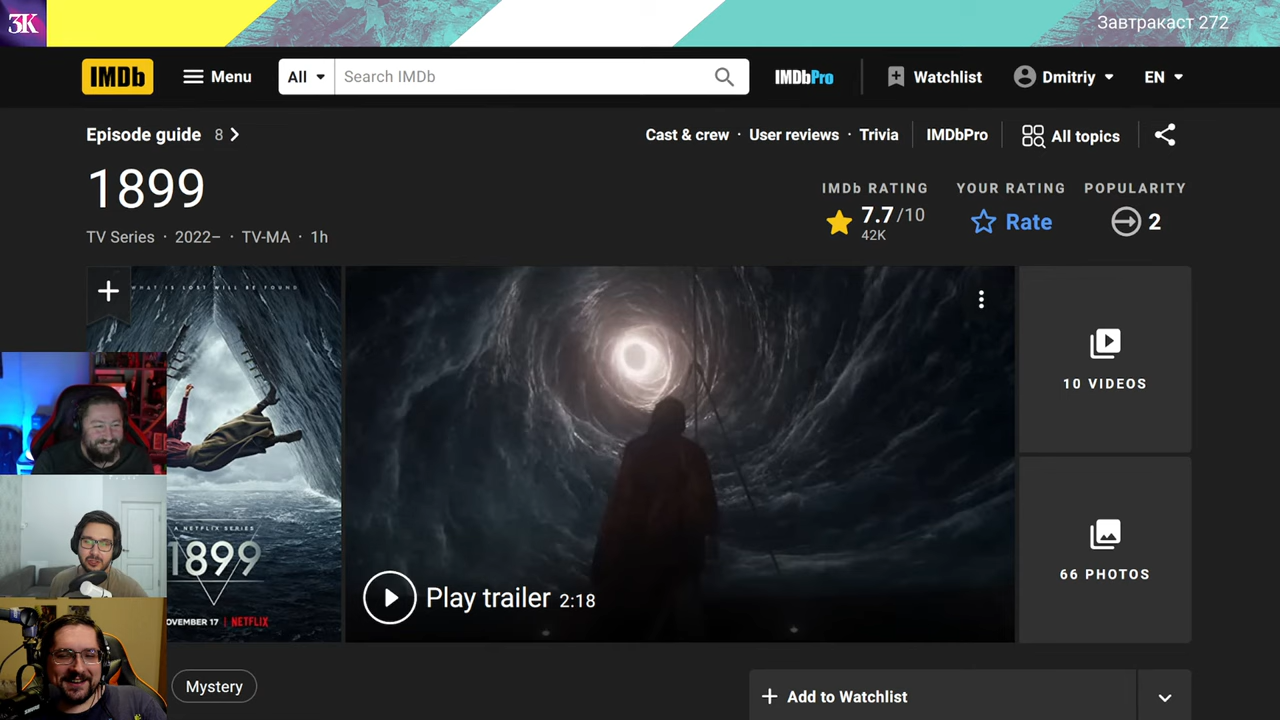 ЗК
Завтракаст 272
IMDb
Menu
All
Search IMDb
IMDbPro
Watchlist
Dmitriy
EN
Episode guide 8
Cast & crew · User reviews · Trivia
IMDbPro
All topics
1899
TV Series · 2022– · TV-MA · 1h
IMDb RATING
7.7/10
42K
YOUR RATING
Rate
POPULARITY
2
WHAT IS LOST WILL BE FOUND
A NETFLIX SERIES
1899
OVEMBER 17 | NETFLIX
Play trailer 2:18
10 VIDEOS
66 PHOTOS
Mystery
Add to Watchlist